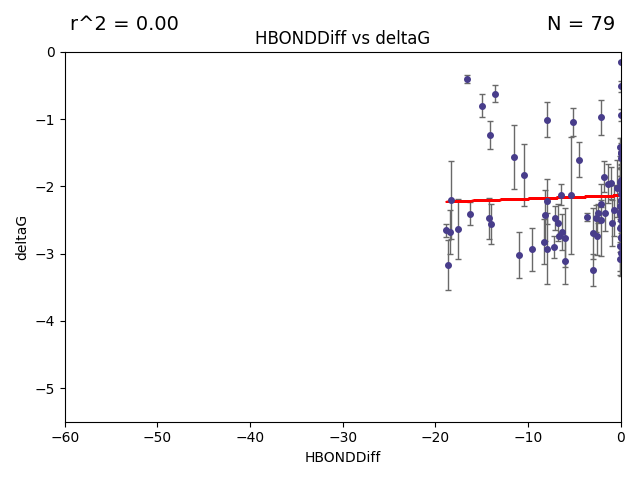 r^2 = 0.00
N = 79
HBONDDiff vs deltaG
0
−1
−2
−3
−4
−5
deltaG
−60
−50
−40
−30
−20
−10
0
HBONDDiff